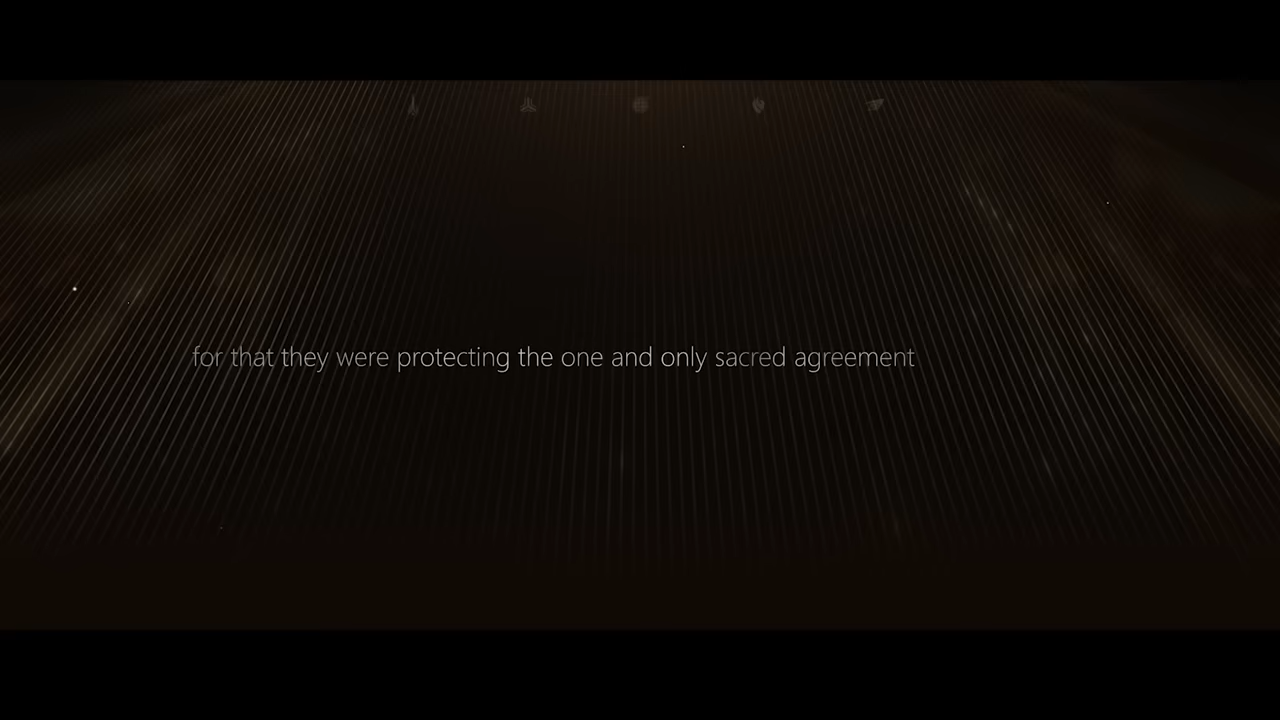 for that they were protecting the one and only sacred agreement